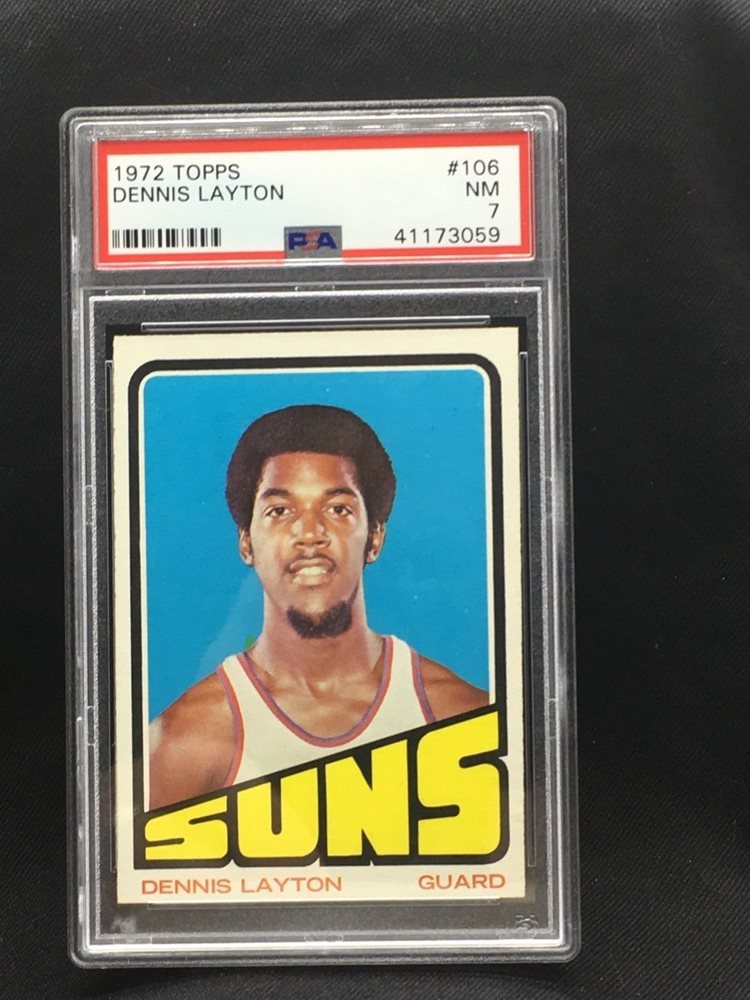 1972 TOPPS #106
DENNIS LAYTON NM
7
PSA 41173059
SUNS
DENNIS LAYTON GUARD